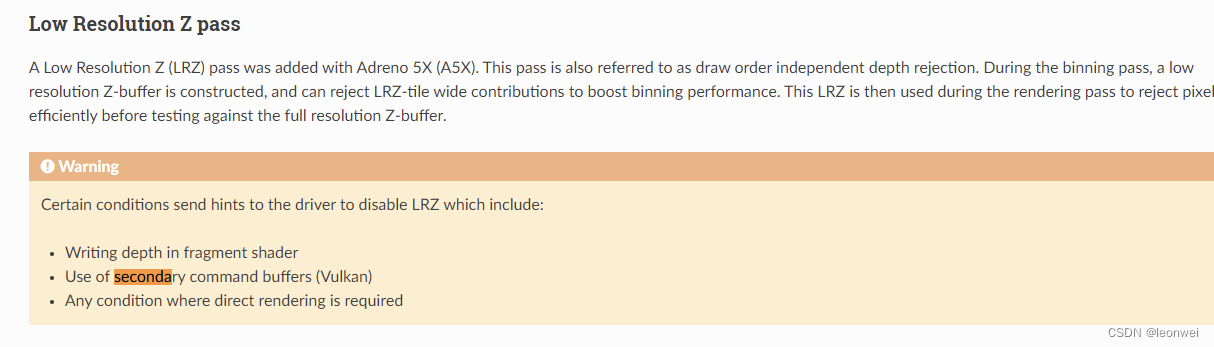 Low Resolution Z pass
A Low Resolution Z (LRZ) pass was added with Adreno 5X (A5X). This pass is also referred to as draw order independent depth rejection. During the binning pass, a low
resolution Z-buffer is constructed, and can reject LRZ-tile wide contributions to boost binning performance. This LRZ is then used during the rendering pass to reject pixel
efficiently before testing against the full resolution Z-buffer.
Warning
Certain conditions send hints to the driver to disable LRZ which include:
• Writing depth in fragment shader
• Use of secondary command buffers (Vulkan)
• Any condition where direct rendering is required
CSDN @leonwei